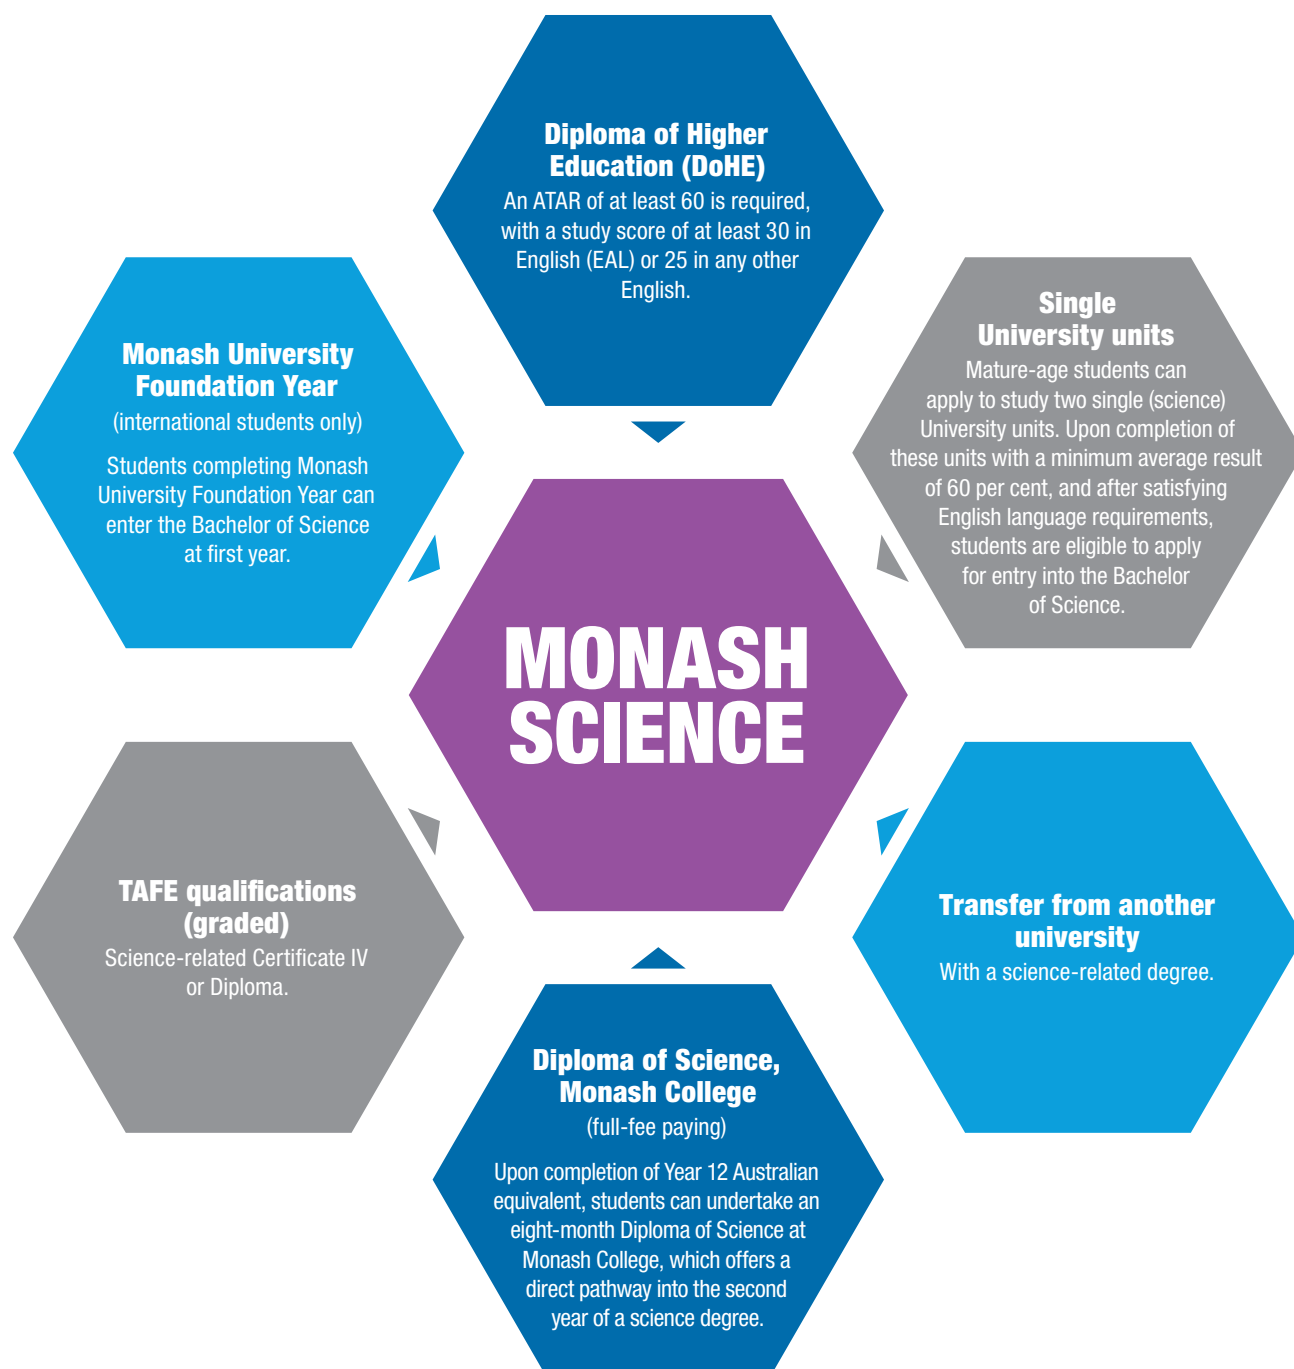 Diploma of Higher
Education (DoHE)
An ATAR of at least 60 is required,
with a study score of at least 30 in
English (EAL) or 25 in any other
English.
Monash University
Foundation Year
(international students only)
Students completing Monash
University Foundation Year can
enter the Bachelor of Science
at first year.
Single
University units
Mature-age students can
apply to study two single (science)
University units. Upon completion of
these units with a minimum average result
of 60 per cent, and after satisfying
English language requirements,
students are eligible to apply
for entry into the Bachelor
of Science.
MONASH
SCIENCE
TAFE qualifications
(graded)
Science-related Certificate IV
or Diploma.
Transfer from another
university
With a science-related degree.
Diploma of Science,
Monash College
(full-fee paying)
Upon completion of Year 12 Australian
equivalent, students can undertake an
eight-month Diploma of Science at
Monash College, which offers a
direct pathway into the second
year of a science degree.